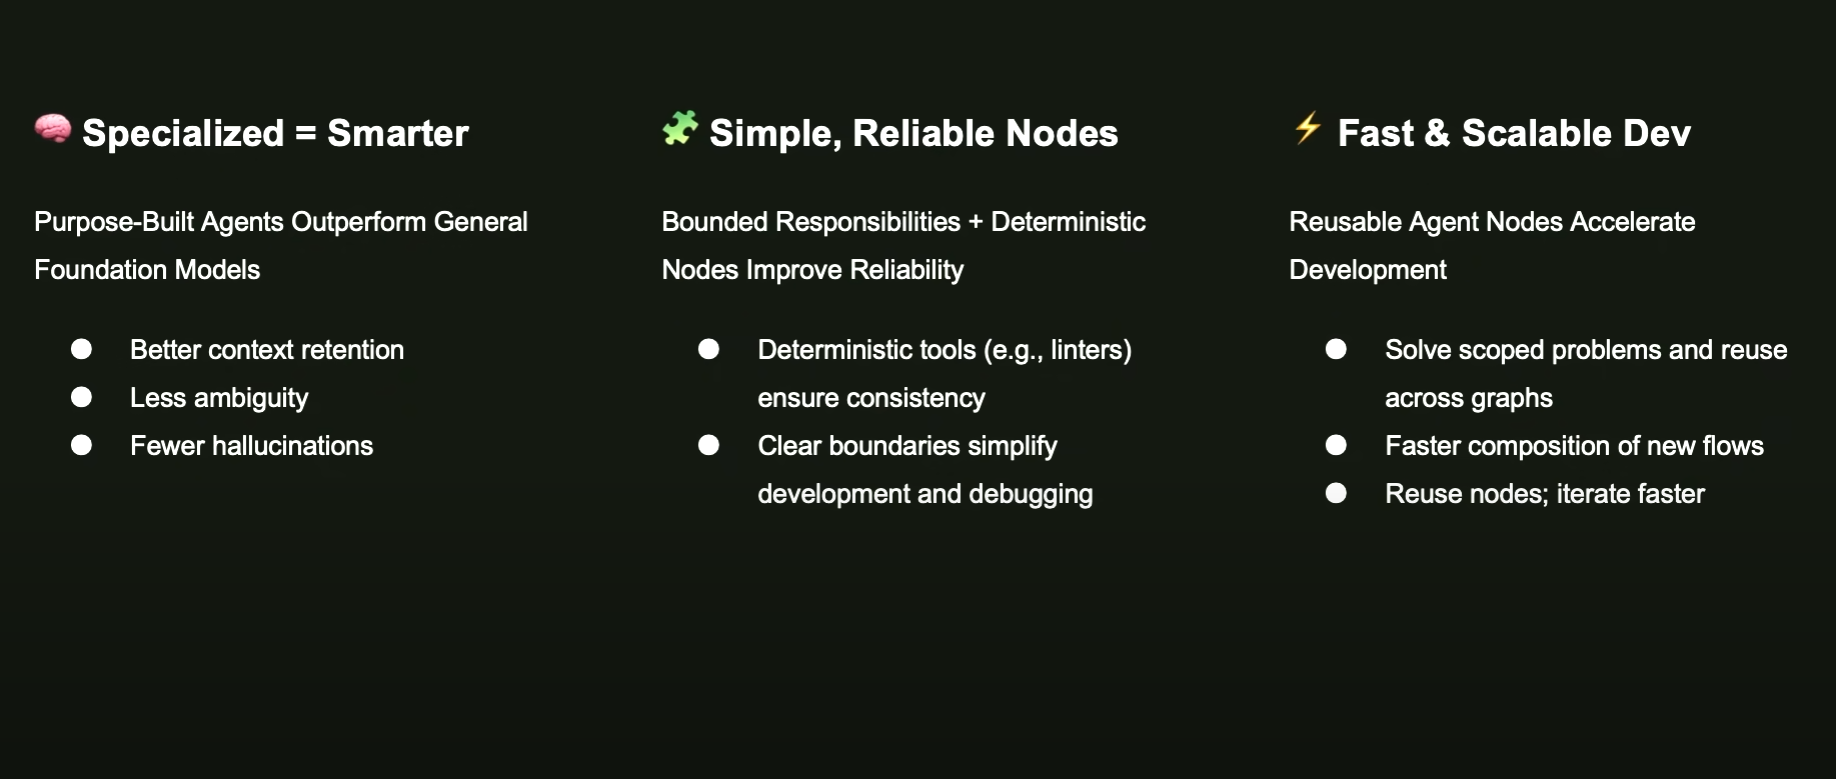 🧠 Specialized = Smarter
Purpose-Built Agents Outperform General
Foundation Models
● Better context retention
● Less ambiguity
● Fewer hallucinations
🧩 Simple, Reliable Nodes
Bounded Responsibilities + Deterministic
Nodes Improve Reliability
● Deterministic tools (e.g., linters)
ensure consistency
● Clear boundaries simplify
development and debugging
⚡ Fast & Scalable Dev
Reusable Agent Nodes Accelerate
Development
● Solve scoped problems and reuse
across graphs
● Faster composition of new flows
● Reuse nodes; iterate faster